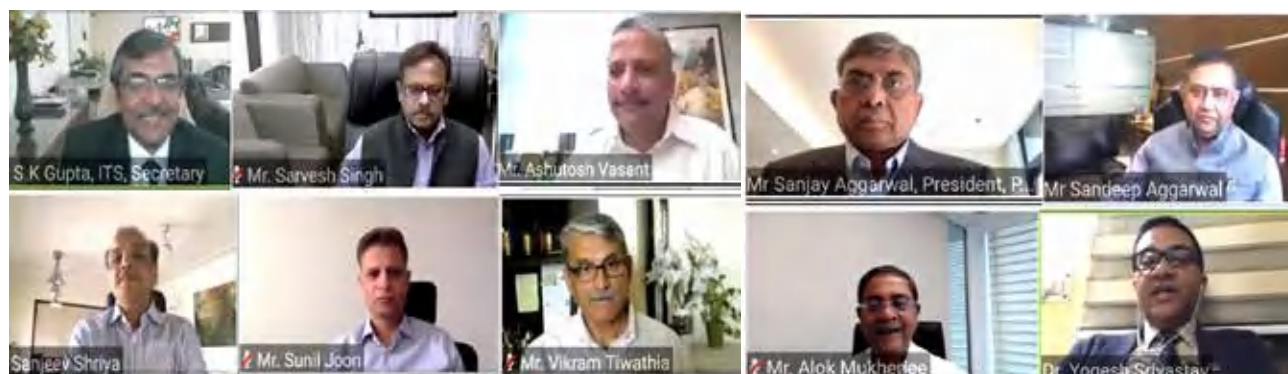 S K Gupta, ITS, Secretary
Mr. Sarvesh Singh
Mr. Ashutosh Vasant
Mr Sanjay Aggarwal, President, P...
Mr Sandeep Aggarwal
Sanjeev Shriya
Mr. Sunil Joon
Mr. Vikram Tiwathia
Mr. Alok Mukherjee
Dr. Yogesh Srivastav